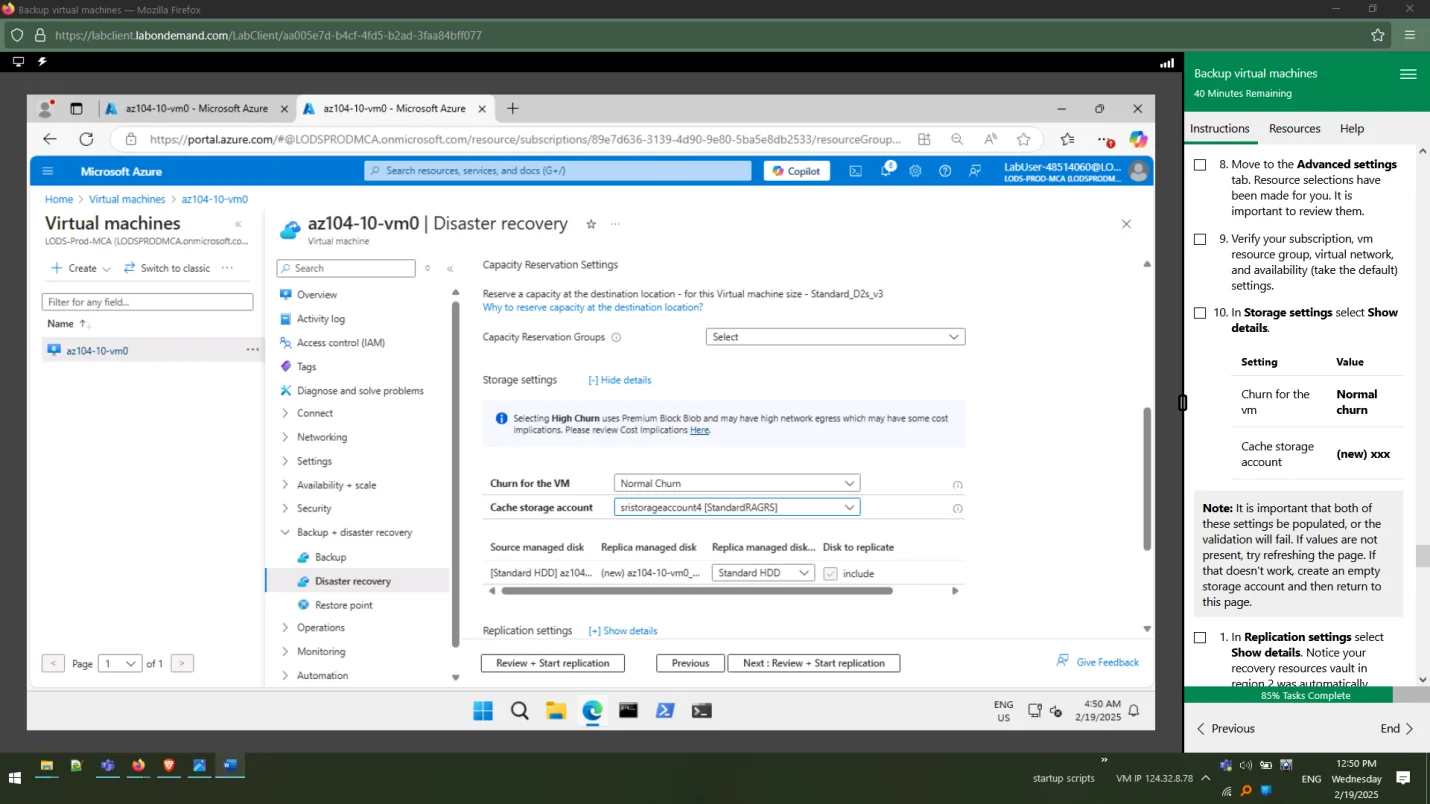 Backup virtual machines — Mozilla Firefox
https://labclient.labondemand.com/LabClient/aa005e7d-b4cf-4fd5-b2ad-3faa84bff077
az104-10-vm0 - Microsoft Azure
az104-10-vm0 - Microsoft Azure
https://portal.azure.com/#@LODSPRODMCA.onmicrosoft.com/resource/subscriptions/89e7d636-3139-4d90-9e80-5ba5e8db2533/resourceGroup...
Microsoft Azure
Search resources, services, and docs (G+/)
Copilot
6
LabUser-48514060@LO...
LODS-PROD-MCA (LODSPRODM...
Home > Virtual machines > az104-10-vm0
Virtual machines
LODS-Prod-MCA (LODSPRODMCA.onmicrosoft.co...
Create
Switch to classic
Filter for any field...
Name
az104-10-vm0
Page 1 of 1
az104-10-vm0 | Disaster recovery
Virtual machine
Search
Overview
Activity log
Access control (IAM)
Tags
Diagnose and solve problems
Connect
Networking
Settings
Availability + scale
Security
Backup + disaster recovery
Backup
Disaster recovery
Restore point
Operations
Monitoring
Automation
Capacity Reservation Settings
Reserve a capacity at the destination location - for this Virtual machine size - Standard_D2s_v3
Why to reserve capacity at the destination location?
Capacity Reservation Groups
Select
Storage settings [-] Hide details
Selecting High Churn uses Premium Block Blob and may have high network egress which may have some cost
implications. Please review Cost Implications Here.
Churn for the VM Normal Churn
Cache storage account sristorageaccount4 [StandardRAGRS]
Source managed disk Replica managed disk Replica managed disk... Disk to replicate
[Standard HDD] az104... (new) az104-10-vm0_... Standard HDD include
Replication settings [+] Show details
Review + Start replication
Previous
Next : Review + Start replication
Give Feedback
ENG
US
4:50 AM
2/19/2025
Backup virtual machines
40 Minutes Remaining
Instructions Resources Help
8. Move to the Advanced settings
tab. Resource selections have
been made for you. It is
important to review them.
9. Verify your subscription, vm
resource group, virtual network,
and availability (take the default)
settings.
10. In Storage settings select Show
details.
Setting Value
Churn for the
vm
Normal
churn
Cache storage
account
(new) xxx
Note: It is important that both of
these settings be populated, or the
validation will fail. If values are not
present, try refreshing the page. If
that doesn't work, create an empty
storage account and then return to
this page.
1. In Replication settings select
Show details. Notice your
recovery resources vault in
region 2 was automatically
85% Tasks Complete
Previous
End
startup scripts
VM IP 124.32.8.78
ENG
12:50 PM
Wednesday
2/19/2025